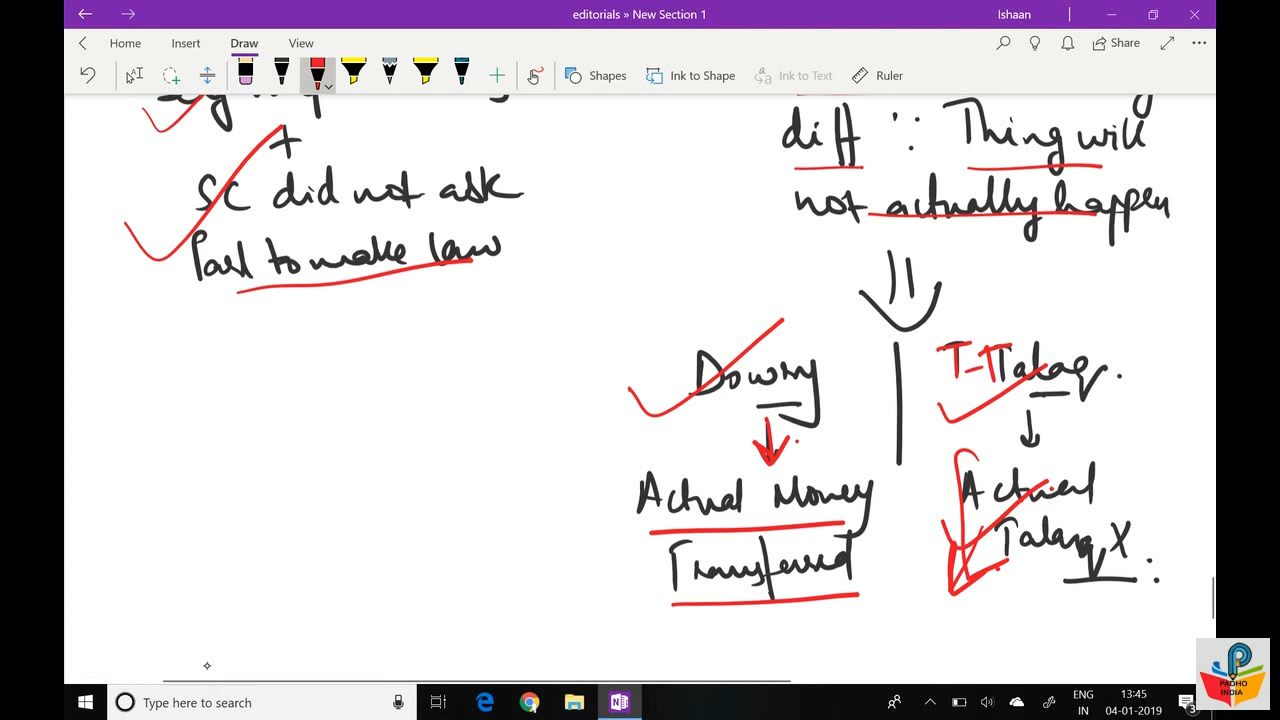 editorials » New Section 1
Ishaan
Home Insert Draw View
Share
Shapes
Ink to Shape
Ink to Text
Ruler
+
SC did not ask
Parl to make law
diff ∵ Thing will
not actually happen
Dowry
Actual Money
Transferred
T-Talaq.
Actual
Talaq X
PADHO
INDIA
Type here to search
ENG
IN
13:45
04-01-2019
3